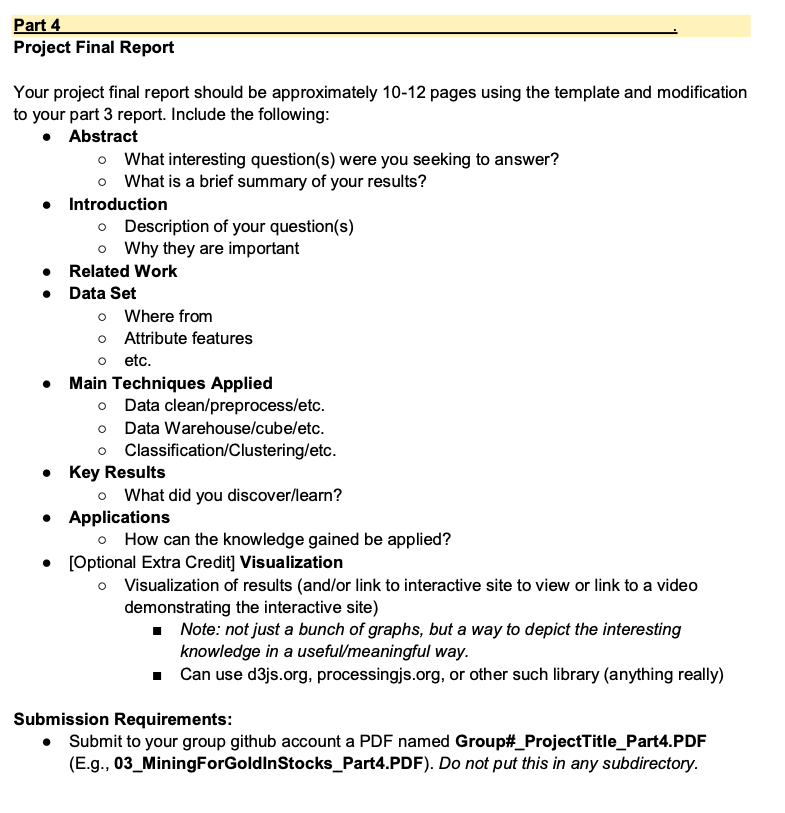 Part 4 .
Project Final Report
Your project final report should be approximately 10-12 pages using the template and modification
to your part 3 report. Include the following:
● Abstract
○ What interesting question(s) were you seeking to answer?
○ What is a brief summary of your results?
● Introduction
○ Description of your question(s)
○ Why they are important
● Related Work
● Data Set
○ Where from
○ Attribute features
○ etc.
● Main Techniques Applied
○ Data clean/preprocess/etc.
○ Data Warehouse/cube/etc.
○ Classification/Clustering/etc.
● Key Results
○ What did you discover/learn?
● Applications
○ How can the knowledge gained be applied?
● [Optional Extra Credit] Visualization
○ Visualization of results (and/or link to interactive site to view or link to a video
demonstrating the interactive site)
■ Note: not just a bunch of graphs, but a way to depict the interesting
knowledge in a useful/meaningful way.
■ Can use d3js.org, processingjs.org, or other such library (anything really)
Submission Requirements:
● Submit to your group github account a PDF named Group#_ProjectTitle_Part4.PDF
(E.g., 03_MiningForGoldInStocks_Part4.PDF). Do not put this in any subdirectory.